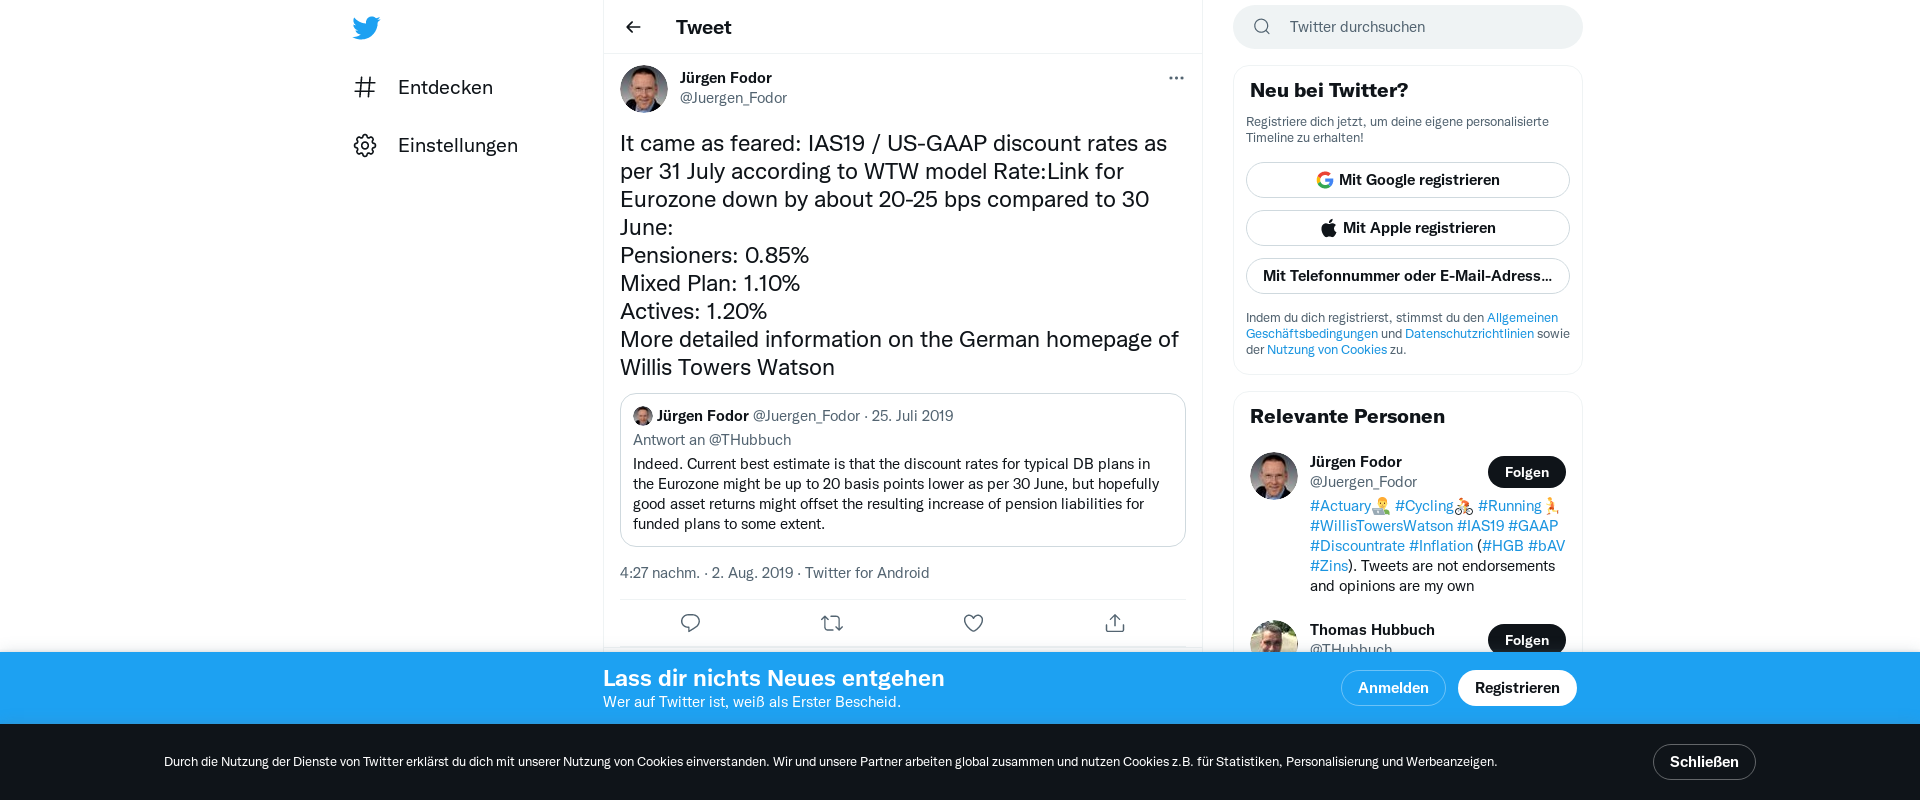 Entdecken
Einstellungen
Tweet
Jürgen Fodor
@Juergen_Fodor
It came as feared: IAS19 / US-GAAP discount rates as
per 31 July according to WTW model Rate:Link for
Eurozone down by about 20-25 bps compared to 30
June:
Pensioners: 0.85%
Mixed Plan: 1.10%
Actives: 1.20%
More detailed information on the German homepage of
Willis Towers Watson
Jürgen Fodor @Juergen_Fodor · 25. Juli 2019
Antwort an @THubbuch
Indeed. Current best estimate is that the discount rates for typical DB plans in
the Eurozone might be up to 20 basis points lower as per 30 June, but hopefully
good asset returns might offset the resulting increase of pension liabilities for
funded plans to some extent.
4:27 nachm. · 2. Aug. 2019 · Twitter for Android
Twitter durchsuchen
Neu bei Twitter?
Registriere dich jetzt, um deine eigene personalisierte
Timeline zu erhalten!
Mit Google registrieren
Mit Apple registrieren
Mit Telefonnummer oder E-Mail-Adress…
Indem du dich registrierst, stimmst du den Allgemeinen
Geschäftsbedingungen und Datenschutzrichtlinien sowie
der Nutzung von Cookies zu.
Relevante Personen
Jürgen Fodor
@Juergen_Fodor
Folgen
#Actuary #Cycling #Running
#WillisTowersWatson #IAS19 #GAAP
#Discountrate #Inflation (#HGB #bAV
#Zins). Tweets are not endorsements
and opinions are my own
Thomas Hubbuch
@THubbuch
Folgen
Lass dir nichts Neues entgehen
Wer auf Twitter ist, weiß als Erster Bescheid.
Anmelden
Registrieren
Durch die Nutzung der Dienste von Twitter erklärst du dich mit unserer Nutzung von Cookies einverstanden. Wir und unsere Partner arbeiten global zusammen und nutzen Cookies z.B. für Statistiken, Personalisierung und Werbeanzeigen.
Schließen